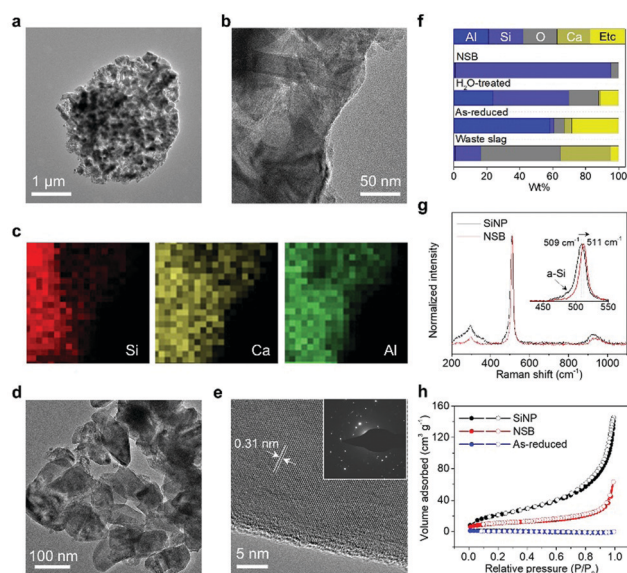 a
1 µm
b
50 nm
c
Si
Ca
Al
d
100 nm
e
0.31 nm
5 nm
f
Al Si O Ca Etc
NSB
H2O-treated
As-reduced
Waste slag
0 20 40 60 80 100
Wt%
g
SiNP
NSB
509 cm-1
511 cm-1
a-Si
450 500 550
Normalized intensity
200 400 600 800 1000
Raman shift (cm-1)
h
160
120
80
40
0
SiNP
NSB
As-reduced
Volume adsorbed (cm3 g-1)
0.0 0.2 0.4 0.6 0.8 1.0
Relative pressure (P/P0)